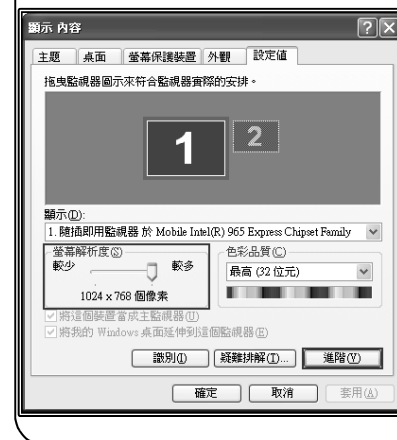 顯示 內容
主題 桌面 螢幕保護裝置 外觀 設定值
拖曳監視器圖示來符合監視器實際的安排。
1 2
顯示(D):
1. 隨插即用監視器 於 Mobile Intel(R) 965 Express Chipset Family
螢幕解析度(S) 色彩品質(C)
較少 較多 最高 (32 位元)
1024 x 768 個像素
將這個裝置當成主監視器(U)
將我的 Windows 桌面延伸到這個監視器(E)
識別(I) 疑難排解(T)... 進階(V)
確定 取消 套用(A)